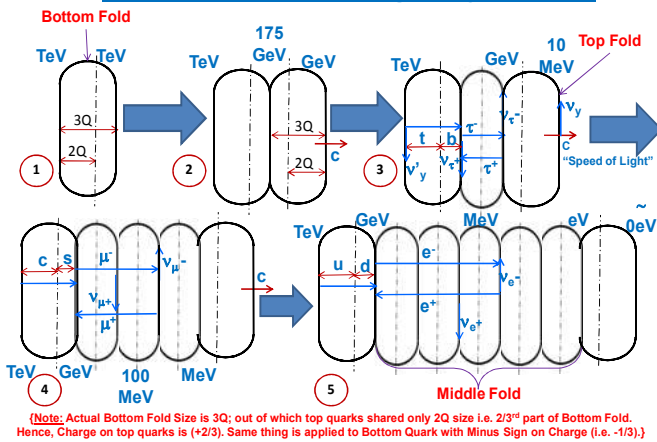 Bottom Fold
TeV TeV
3Q
2Q
1
175
TeV GeV GeV
3Q
2Q
c
2
10
TeV GeV MeV
Top Fold
τ-
ντ-
νy
t b
c
ντ+
ν'y
τ+
"Speed of Light"
3
c s μ-
νμ-
c
νμ+
μ+
TeV GeV
100
MeV
MeV
4
TeV GeV MeV eV ~
0eV
u d e-
νe-
e+
νe+
5
Middle Fold
{Note: Actual Bottom Fold Size is 3Q; out of which top quarks shared only 2Q size i.e. 2/3rd part of Bottom Fold.
Hence, Charge on top quarks is (+2/3). Same thing is applied to Bottom Quark with Minus Sign on Charge (i.e. -1/3).}